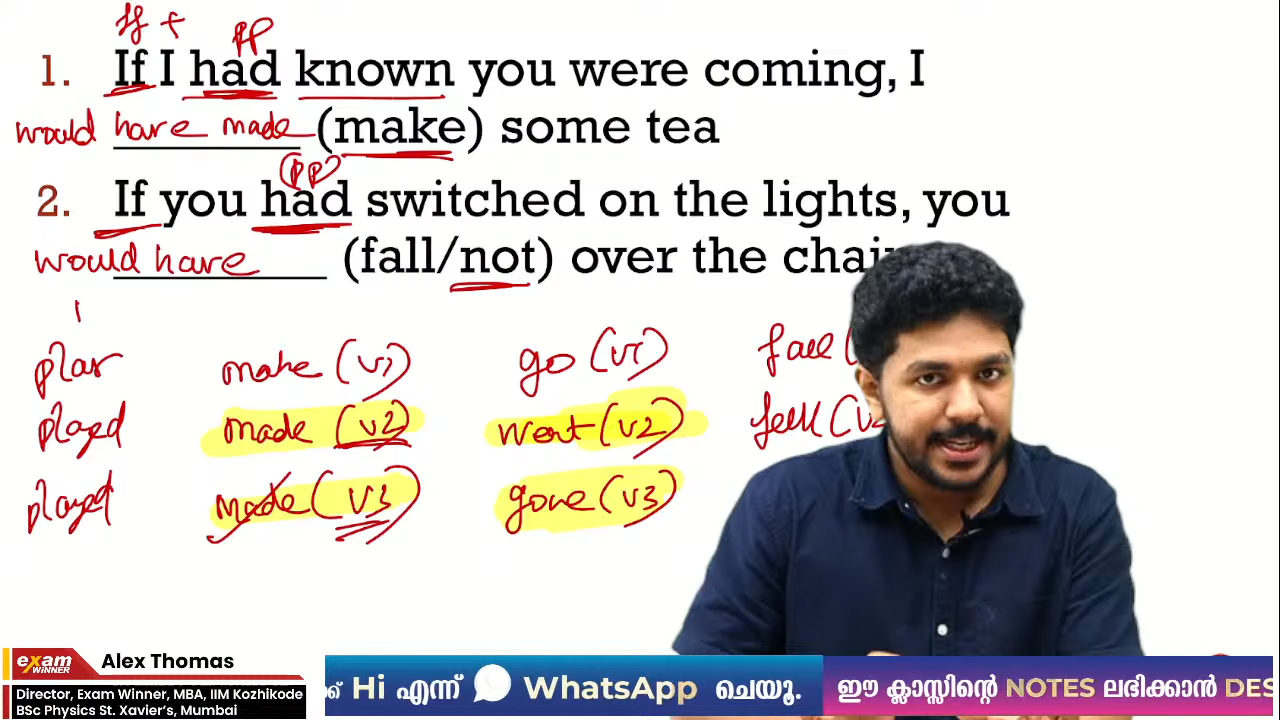 If +
pp
1. If I had known you were coming, I
would have made (make) some tea
(pp)
2. If you had switched on the lights, you
would have (fall/not) over the chair
play make (v1) go (v1) fall (
played made (v2) went (v2) fell (v2
played made (v3) gone (v3)
exam WINNER Alex Thomas
Director, Exam Winner, MBA, IIM Kozhikode
BSc Physics St. Xavier's, Mumbai
Hi എന്ന് WhatsApp ചെയൂ.
ഈ ക്ലാസ്സിന്റെ NOTES ലഭിക്കാൻ DES